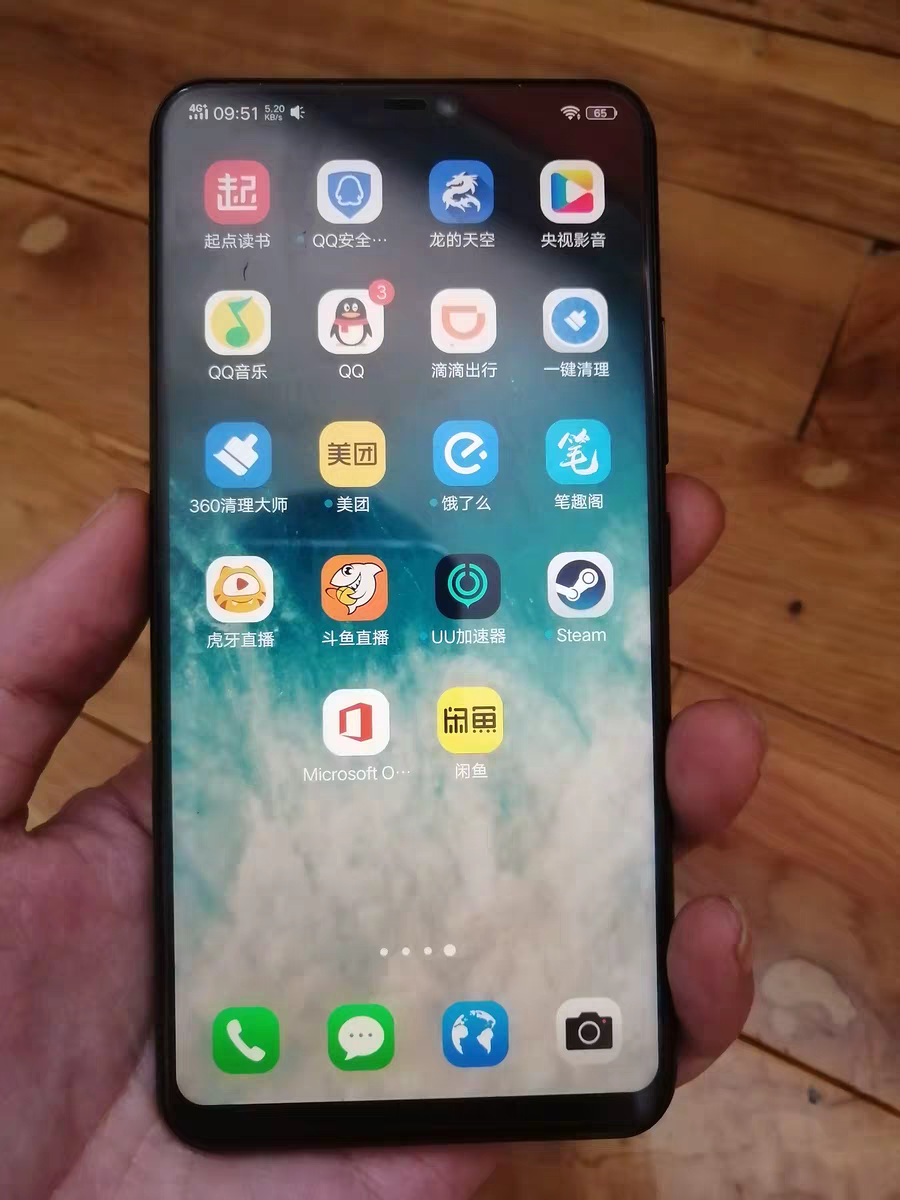 4G+ 09:51 5.20 KB/s 65
起
起点读书 QQ安全… 龙的天空 央视影音
3
QQ音乐 QQ 滴滴出行 一键清理
美团 笔
360清理大师 美团 饿了么 笔趣阁
虎牙直播 斗鱼直播 UU加速器 Steam
闲鱼
Microsoft O… 闲鱼